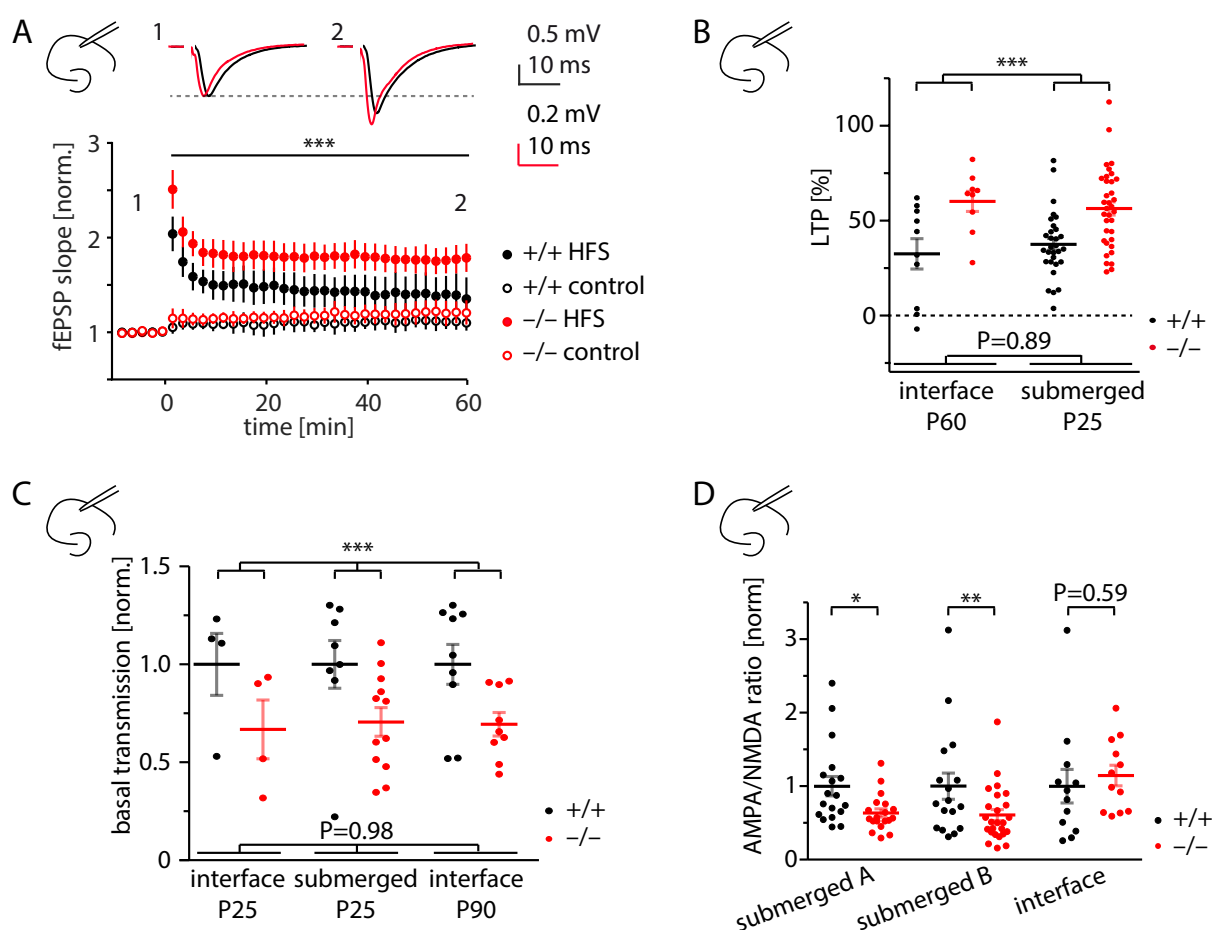 A
1
2
0.5 mV
10 ms
0.2 mV
10 ms
fEPSP slope [norm.]
3
2
1
***
1
2
0
20
40
60
time [min]
+/+ HFS
+/+ control
−/− HFS
−/− control
B
***
LTP [%]
100
50
0
P=0.89
+/+
−/−
interface
P60
submerged
P25
C
***
basal transmission [norm.]
1.5
1.0
0.5
0
P=0.98
+/+
−/−
interface
P25
submerged
P25
interface
P90
D
AMPA/NMDA ratio [norm]
3
2
1
0
*
**
P=0.59
+/+
−/−
submerged A
submerged B
interface